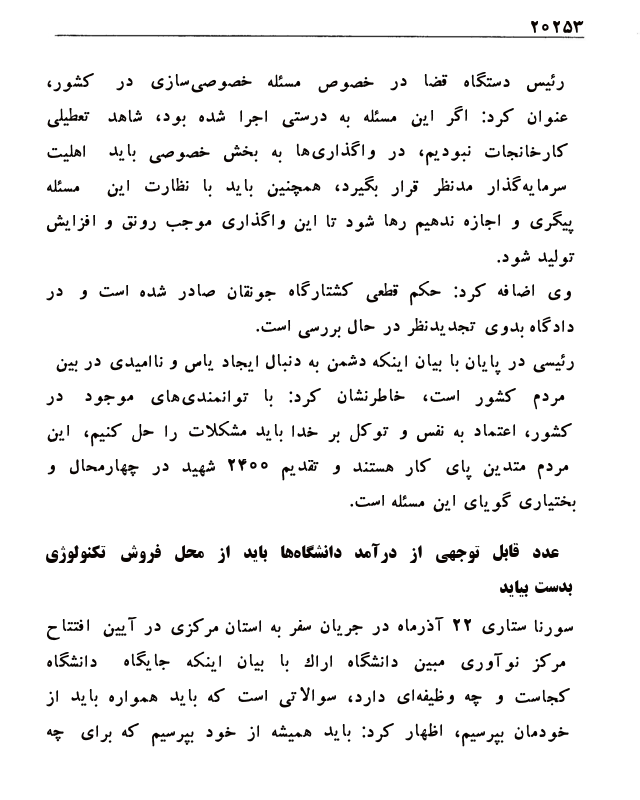 ۲۰۲۵۳
رئیس دستگاه قضا در خصوص مسئله خصوصی‌سازی در کشور،
عنوان کرد: اگر این مسئله به درستی اجرا شده بود، شاهد تعطیلی
کارخانجات نبودیم، در واگذاری‌ها به بخش خصوصی باید اهلیت
سرمایه‌گذار مدنظر قرار بگیرد، همچنین باید با نظارت این مسئله
پیگری و اجازه ندهیم رها شود تا این واگذاری موجب رونق و افزایش
تولید شود.
وی اضافه کرد: حکم قطعی کشتارگاه جونقان صادر شده است و در
دادگاه بدوی تجدیدنظر در حال بررسی است.
رئیسی در پایان با بیان اینکه دشمن به دنبال ایجاد یاس و ناامیدی در بین
مردم کشور است، خاطرنشان کرد: با توانمندی‌های موجود در
کشور، اعتماد به نفس و توکل بر خدا باید مشکلات را حل کنیم، این
مردم متدین پای کار هستند و تقدیم ۲۴۰۰ شهید در چهارمحال و
بختیاری گویای این مسئله است.
عدد قابل توجهی از درآمد دانشگاه‌ها باید از محل فروش تکنولوژی
بدست بیاید
سورنا ستاری ۲۲ آذرماه در جریان سفر به استان مرکزی در آیین افتتاح
مرکز نوآوری مبین دانشگاه اراك با بیان اینکه جایگاه دانشگاه
کجاست و چه وظیفه‌ای دارد، سوالاتی است که باید همواره باید از
خودمان بپرسیم، اظهار کرد: باید همیشه از خود بپرسیم که برای چه